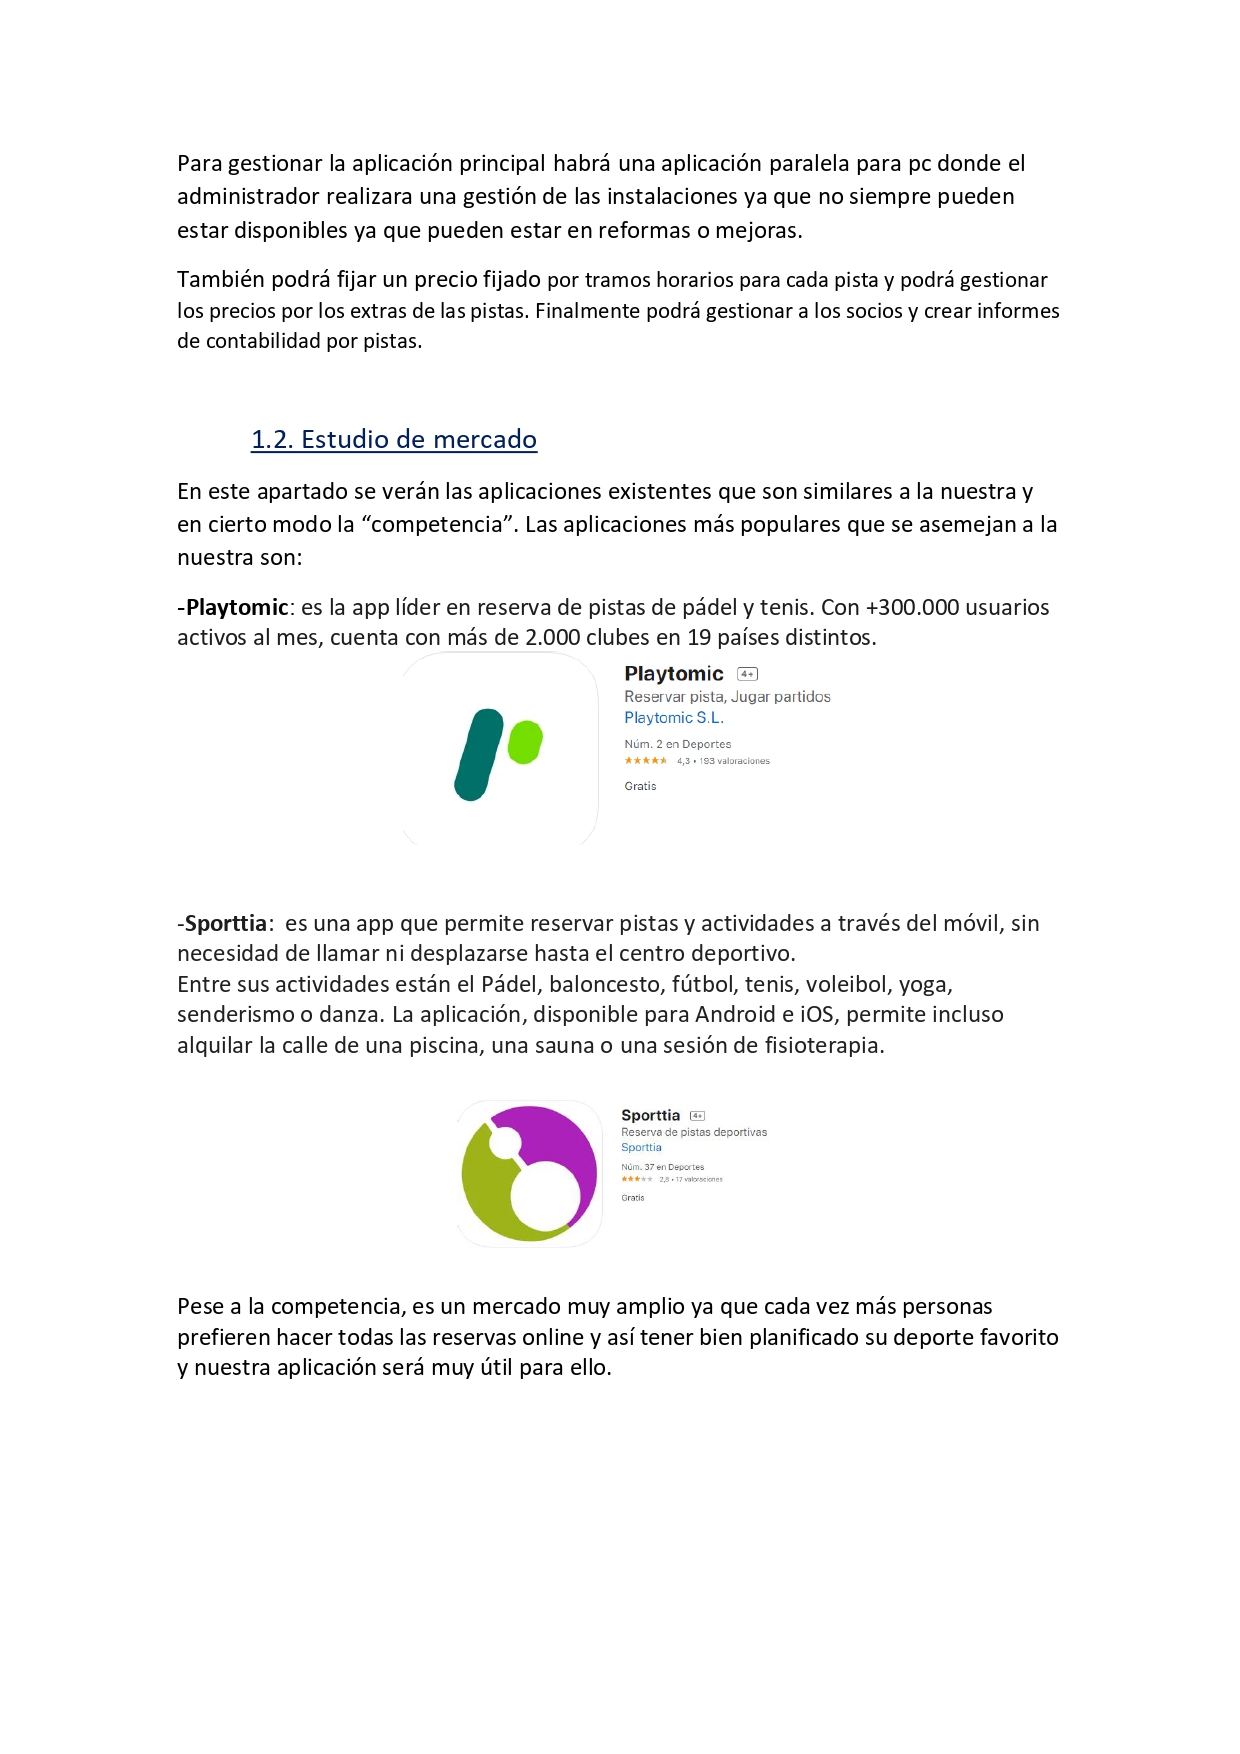 Para gestionar la aplicación principal habrá una aplicación paralela para pc donde el
administrador realizara una gestión de las instalaciones ya que no siempre pueden
estar disponibles ya que pueden estar en reformas o mejoras.
También podrá fijar un precio fijado por tramos horarios para cada pista y podrá gestionar
los precios por los extras de las pistas. Finalmente podrá gestionar a los socios y crear informes
de contabilidad por pistas.
1.2. Estudio de mercado
En este apartado se verán las aplicaciones existentes que son similares a la nuestra y
en cierto modo la “competencia”. Las aplicaciones más populares que se asemejan a la
nuestra son:
-Playtomic: es la app líder en reserva de pistas de pádel y tenis. Con +300.000 usuarios
activos al mes, cuenta con más de 2.000 clubes en 19 países distintos.
Playtomic 4+
Reservar pista, Jugar partidos
Playtomic S.L.
Núm. 2 en Deportes
★★★★★ 4,3 • 193 valoraciones
Gratis
-Sporttia: es una app que permite reservar pistas y actividades a través del móvil, sin
necesidad de llamar ni desplazarse hasta el centro deportivo.
Entre sus actividades están el Pádel, baloncesto, fútbol, tenis, voleibol, yoga,
senderismo o danza. La aplicación, disponible para Android e iOS, permite incluso
alquilar la calle de una piscina, una sauna o una sesión de fisioterapia.
Sporttia 4+
Reserva de pistas deportivas
Sporttia
Núm. 37 en Deportes
★★★★★ 2,8 • 17 valoraciones
Gratis
Pese a la competencia, es un mercado muy amplio ya que cada vez más personas
prefieren hacer todas las reservas online y así tener bien planificado su deporte favorito
y nuestra aplicación será muy útil para ello.